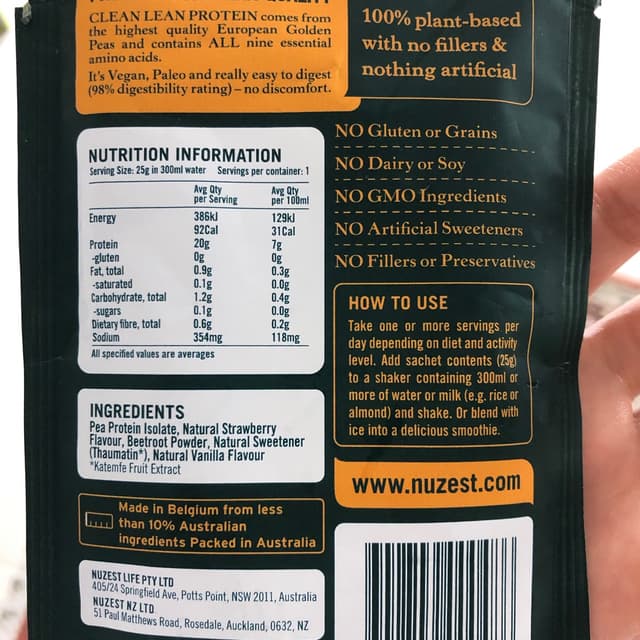 CLEAN LEAN PROTEIN comes from
the highest quality European Golden
Peas and contains ALL nine essential
amino acids.
It's Vegan, Paleo and really easy to digest
(98% digestibility rating) – no discomfort.
100% plant-based
with no fillers &
nothing artificial
NUTRITION INFORMATION
Serving Size: 25g in 300ml water Servings per container: 1
Avg Qty per Serving Avg Qty per 100ml
Energy 386kJ 129kJ
92Cal 31Cal
Protein 20g 7g
-gluten 0g 0g
Fat, total 0.9g 0.3g
-saturated 0.1g 0.0g
Carbohydrate, total 1.2g 0.4g
-sugars 0.1g 0.0g
Dietary fibre, total 0.6g 0.2g
Sodium 354mg 118mg
All specified values are averages
NO Gluten or Grains
NO Dairy or Soy
NO GMO Ingredients
NO Artificial Sweeteners
NO Fillers or Preservatives
HOW TO USE
Take one or more servings per
day depending on diet and activity
level. Add sachet contents (25g)
to a shaker containing 300ml or
more of water or milk (e.g. rice or
almond) and shake. Or blend with
ice into a delicious smoothie.
INGREDIENTS
Pea Protein Isolate, Natural Strawberry
Flavour, Beetroot Powder, Natural Sweetener
(Thaumatin*), Natural Vanilla Flavour
*Katemfe Fruit Extract
www.nuzest.com
Made in Belgium from less
than 10% Australian
ingredients Packed in Australia
NUZEST LIFE PTY LTD
405/24 Springfield Ave, Potts Point, NSW 2011, Australia
NUZEST NZ LTD
51 Paul Matthews Road, Rosedale, Auckland, 0632, NZ